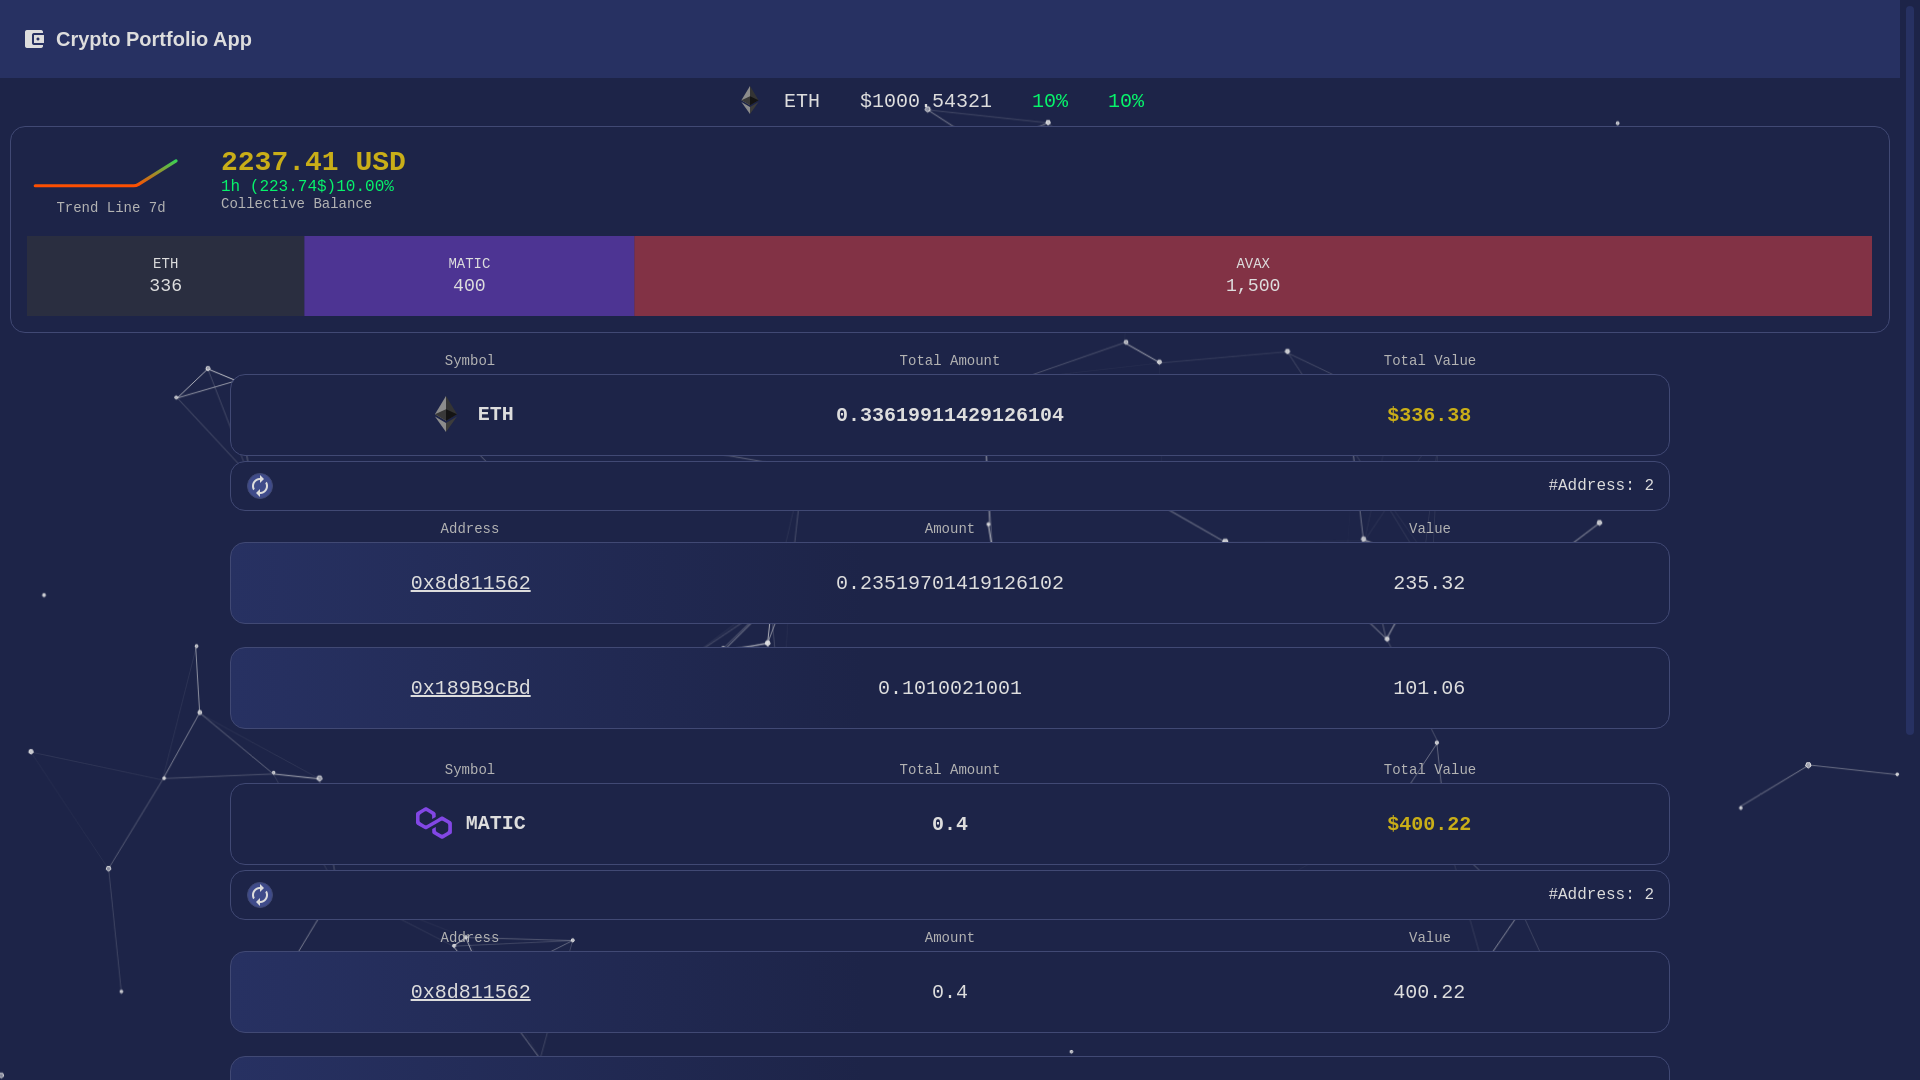 Crypto Portfolio App
ETH $1000.54321 10% 10%
2237.41 USD
1h (223.74$)10.00%
Collective Balance
Trend Line 7d
ETH MATIC AVAX
336 400 1,500
Symbol Total Amount Total Value
ETH 0.33619911429126104 $336.38
#Address: 2
Address Amount Value
0x8d811562 0.23519701419126102 235.32
0x189B9cBd 0.1010021001 101.06
Symbol Total Amount Total Value
MATIC 0.4 $400.22
#Address: 2
Address Amount Value
0x8d811562 0.4 400.22